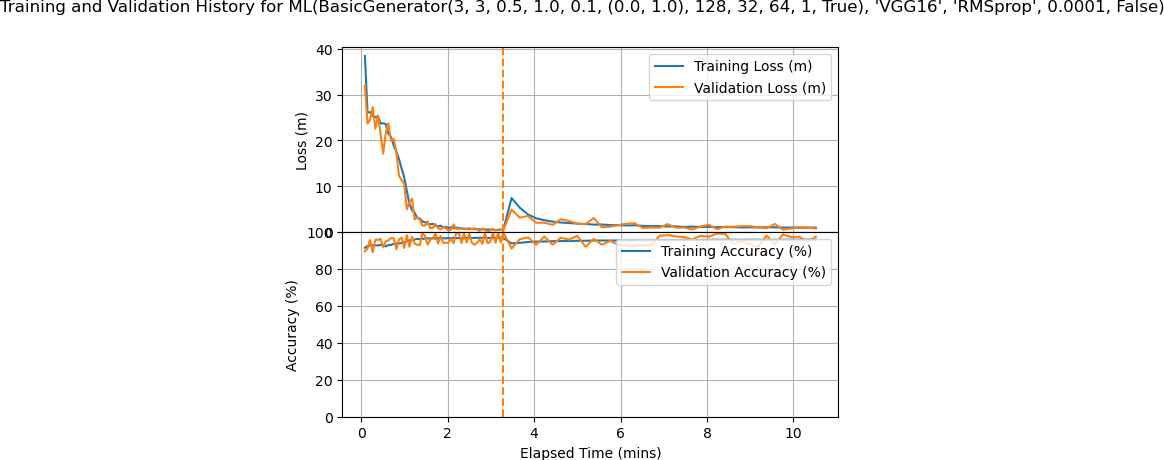 Training and Validation History for ML(BasicGenerator(3, 3, 0.5, 1.0, 0.1, (0.0, 1.0), 128, 32, 64, 1, True), 'VGG16', 'RMSprop', 0.0001, False)
40
30
20
10
0
Loss (m)
Training Loss (m)
Validation Loss (m)
100
80
60
40
20
0
Accuracy (%)
Training Accuracy (%)
Validation Accuracy (%)
0 2 4 6 8 10
Elapsed Time (mins)